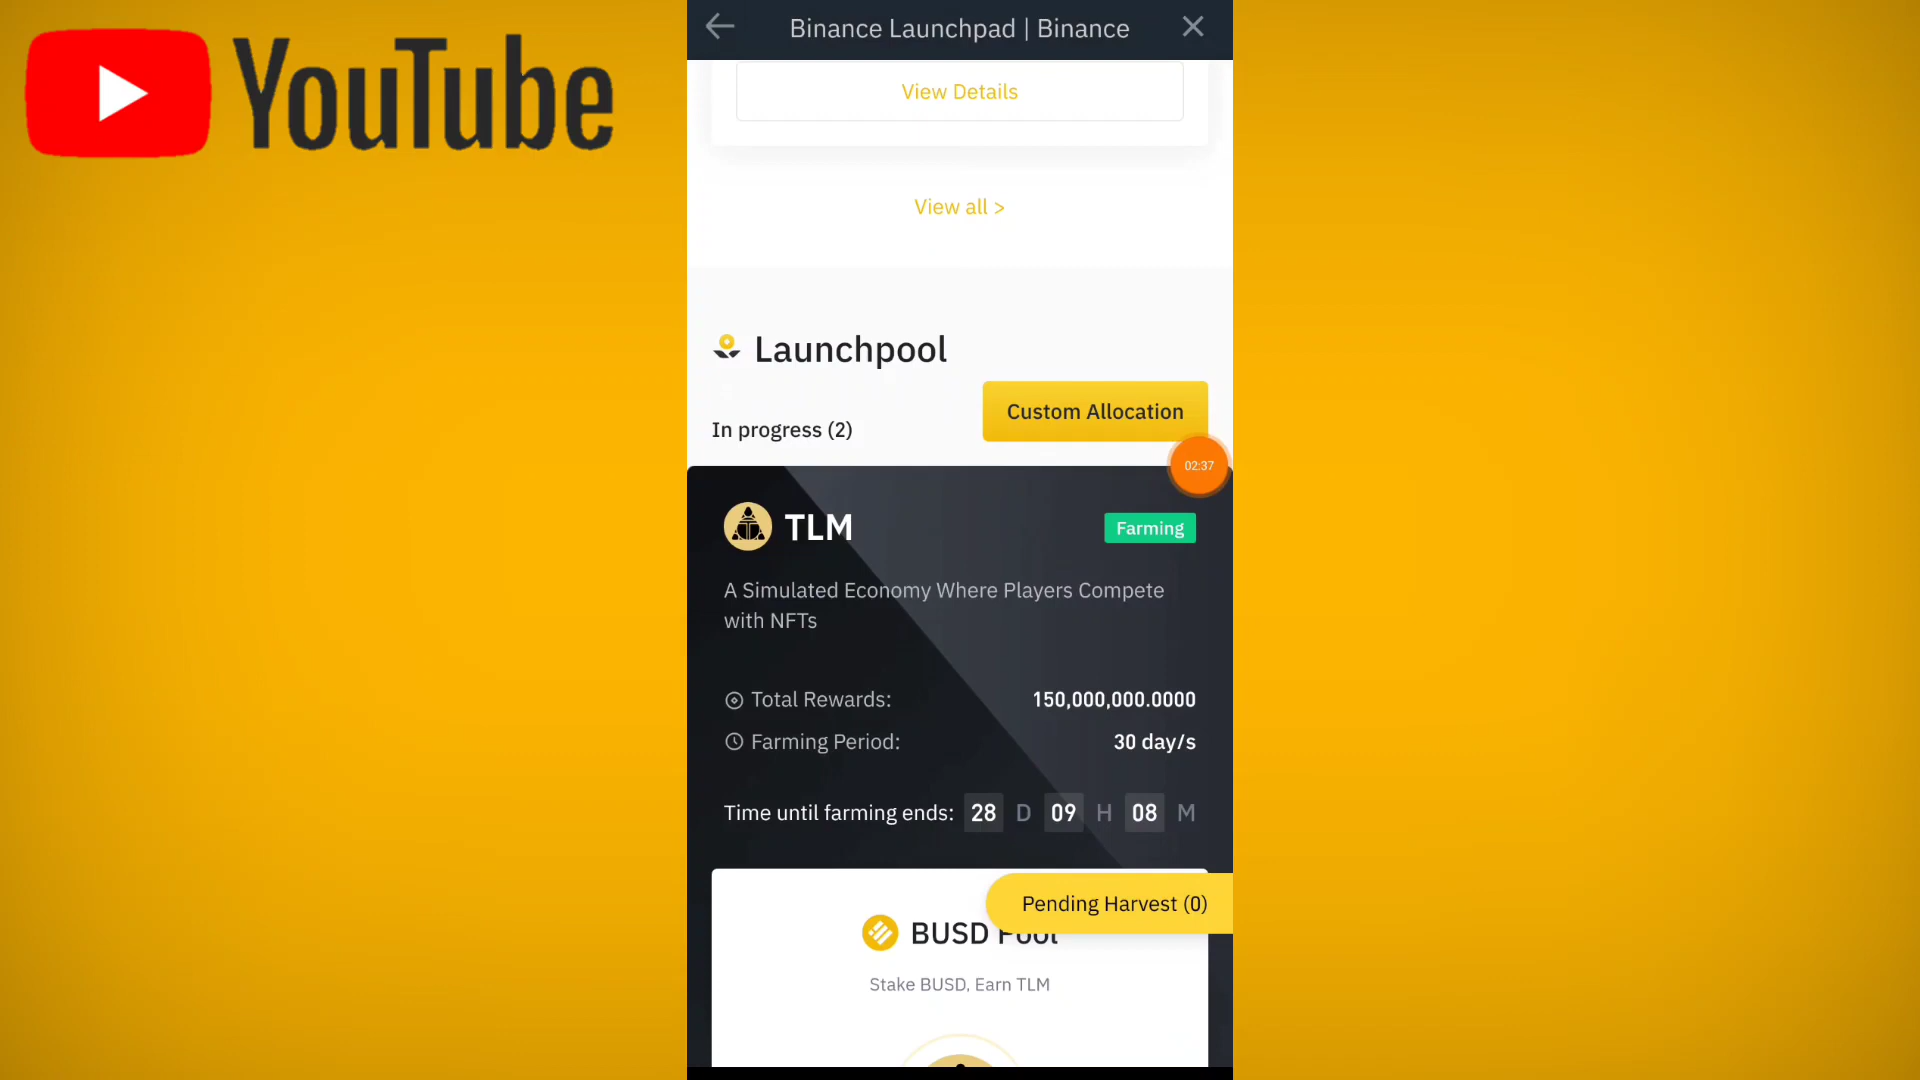 YouTube
Binance Launchpad | Binance
View Details
View all >
Launchpool
In progress (2)
Custom Allocation
02:37
TLM
Farming
A Simulated Economy Where Players Compete
with NFTs
Total Rewards: 150,000,000.0000
Farming Period: 30 day/s
Time until farming ends: 28 D 09 H 08 M
Pending Harvest (0)
BUSD Pool
Stake BUSD, Earn TLM